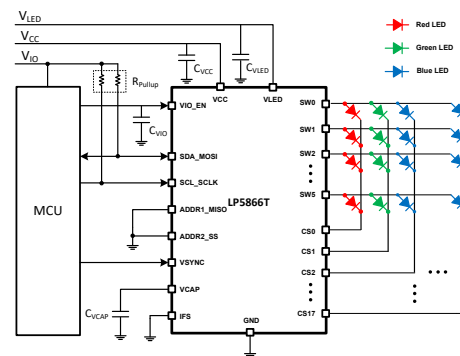 VLED
VCC
VIO
RPullup
CVCC
CVLED
Red LED
Green LED
Blue LED
VCC
VLED
VIO_EN
CVIO
SW0
SW1
SW2
SW5
SDA_MOSI
SCL_SCLK
MCU
LP5866T
ADDR1_MISO
ADDR2_SS
CS0
CS1
CS2
CS17
VSYNC
VCAP
CVCAP
IFS
GND